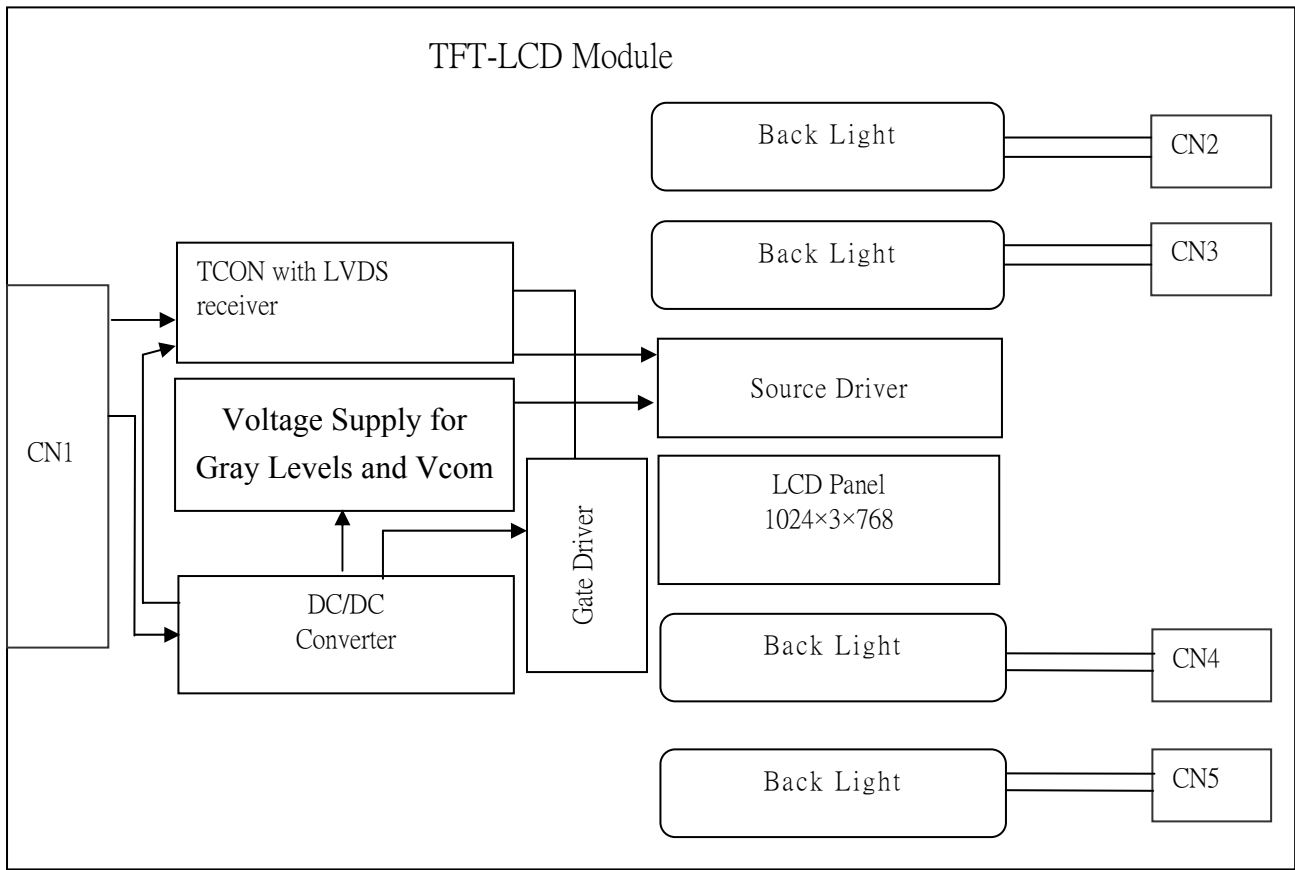 TFT-LCD Module
Back Light
CN2
Back Light
CN3
TCON with LVDS
receiver
Source Driver
Voltage Supply for
Gray Levels and Vcom
CN1
LCD Panel
1024×3×768
Gate Driver
DC/DC
Converter
Back Light
CN4
Back Light
CN5